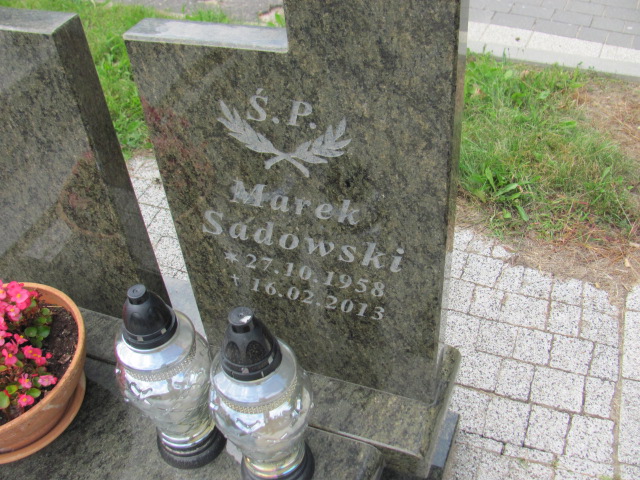 Ś.P.
Marek
Sadowski
*27.10.1958
+16.02.2013